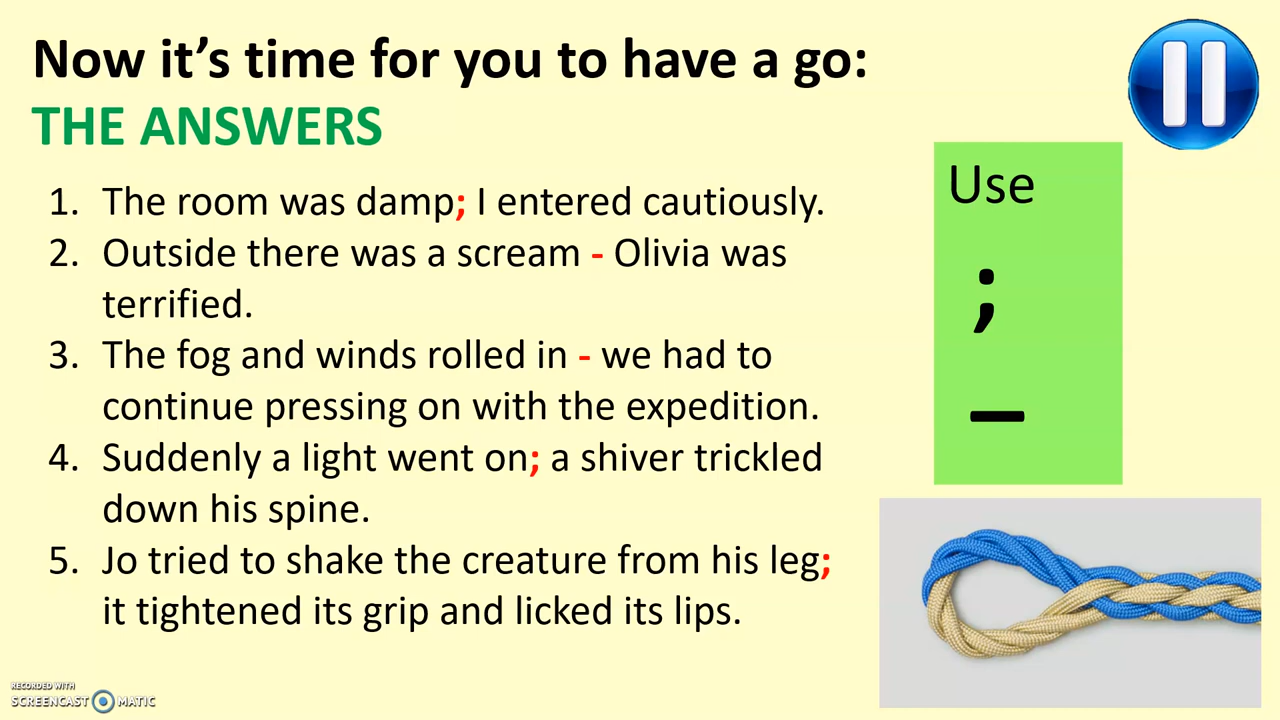 Now it’s time for you to have a go:
THE ANSWERS
1. The room was damp; I entered cautiously.
2. Outside there was a scream - Olivia was
terrified.
3. The fog and winds rolled in - we had to
continue pressing on with the expedition.
4. Suddenly a light went on; a shiver trickled
down his spine.
5. Jo tried to shake the creature from his leg;
it tightened its grip and licked its lips.
Use
;
–
RECORDED WITH
SCREENCAST MATIC